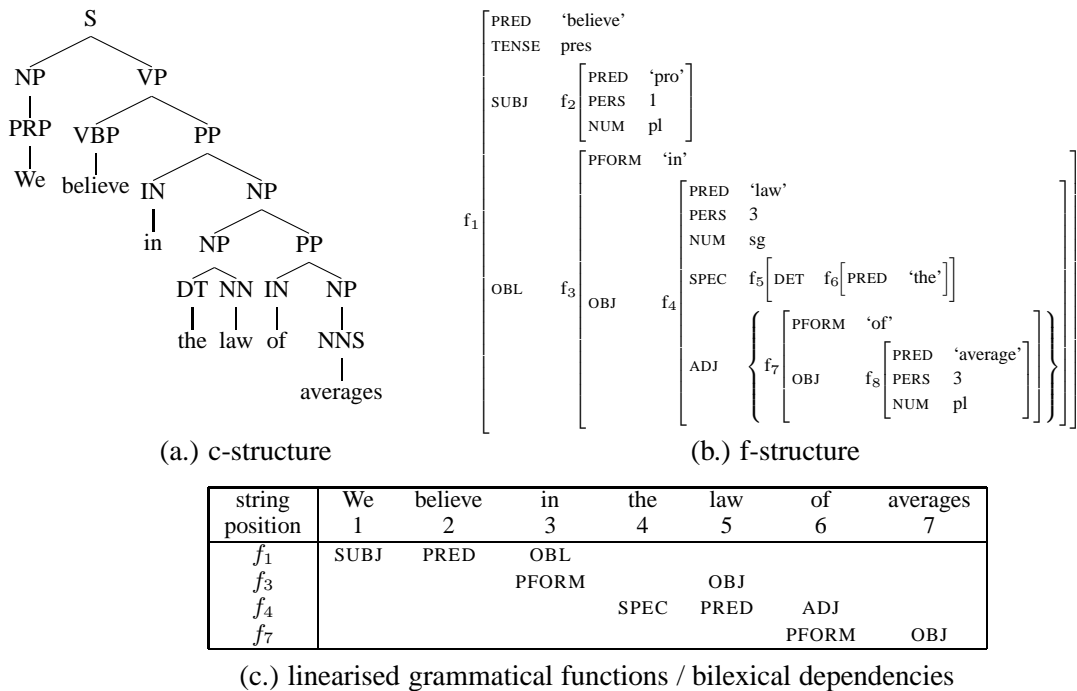 S
NP VP
PRP VBP PP
We believe IN NP
in NP PP
DT NN IN NP
the law of NNS
averages
(a.) c-structure
f1
PRED ‘believe’
TENSE pres
SUBJ f2
PRED ‘pro’
PERS 1
NUM pl
OBL f3
PFORM ‘in’
OBJ f4
PRED ‘law’
PERS 3
NUM sg
SPEC f5 [DET f6 [PRED ‘the’]]
ADJ f7
PFORM ‘of’
OBJ f8
PRED ‘average’
PERS 3
NUM pl
(b.) f-structure
string We believe in the law of averages
position 1 2 3 4 5 6 7
f1 SUBJ PRED OBL
f3 PFORM OBJ
f4 SPEC PRED ADJ
f7 PFORM OBJ
(c.) linearised grammatical functions / bilexical dependencies